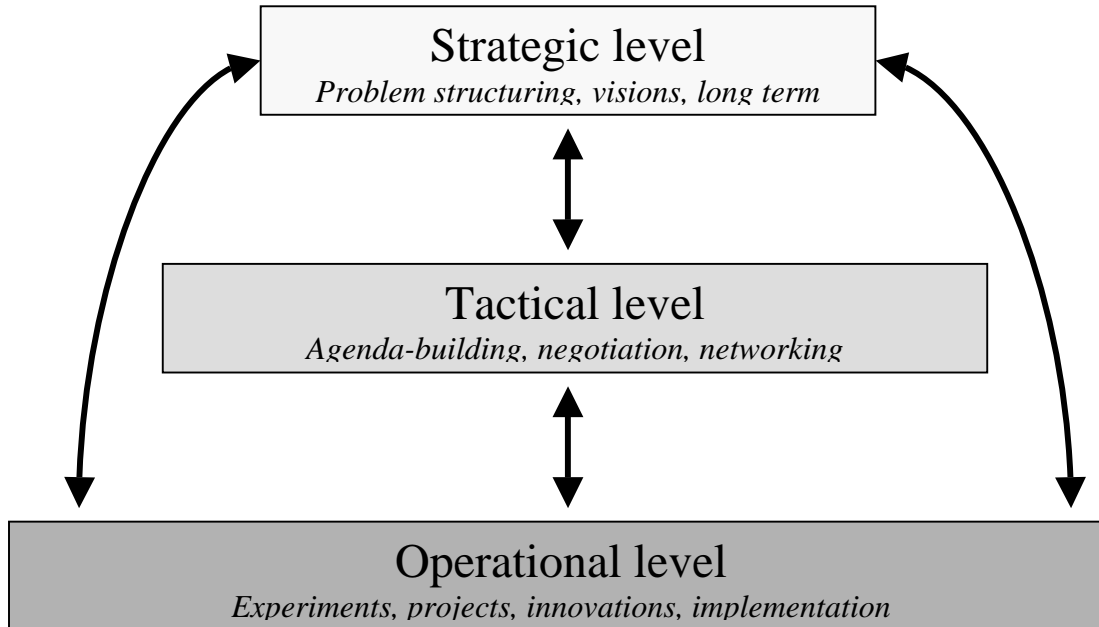 Strategic level
Problem structuring, visions, long term
Tactical level
Agenda-building, negotiation, networking
Operational level
Experiments, projects, innovations, implementation